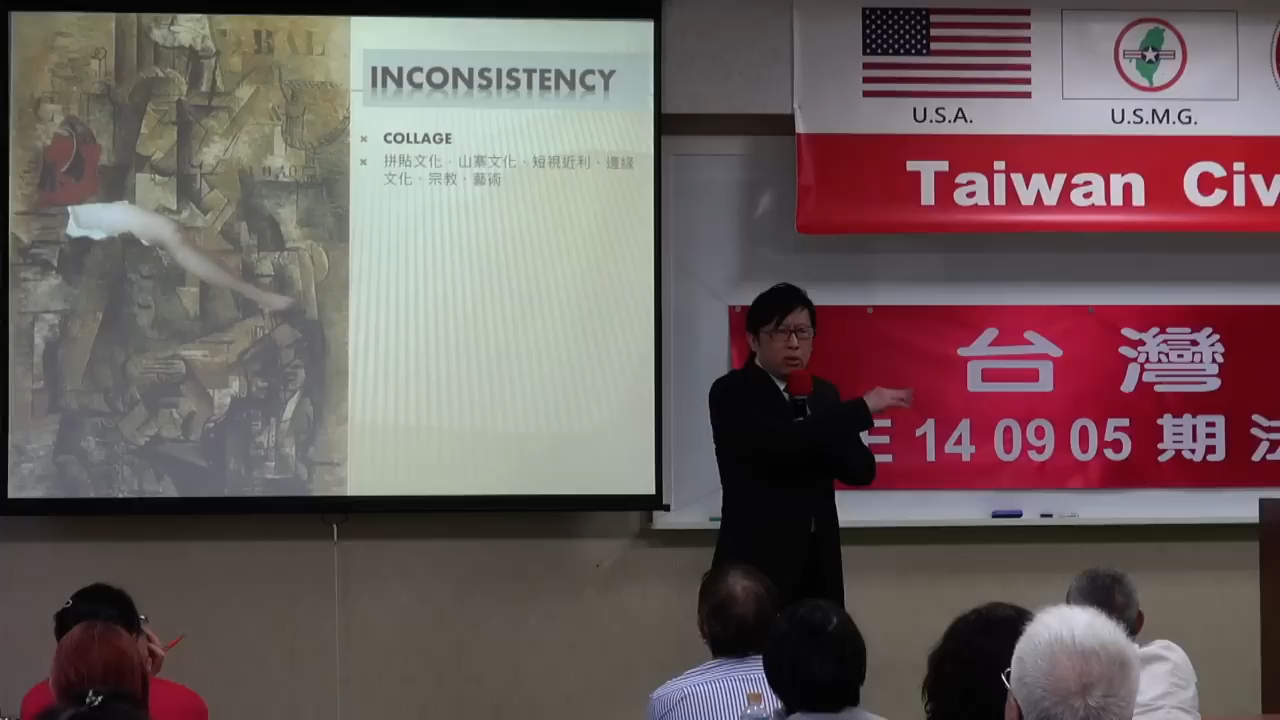 INCONSISTENCY
COLLAGE
拼貼文化、山寨文化、短視近利、邊緣
文化、宗教、藝術
BAL
U.S.A.
U.S.M.G.
Taiwan Civ
台灣
E 14 09 05 期 法